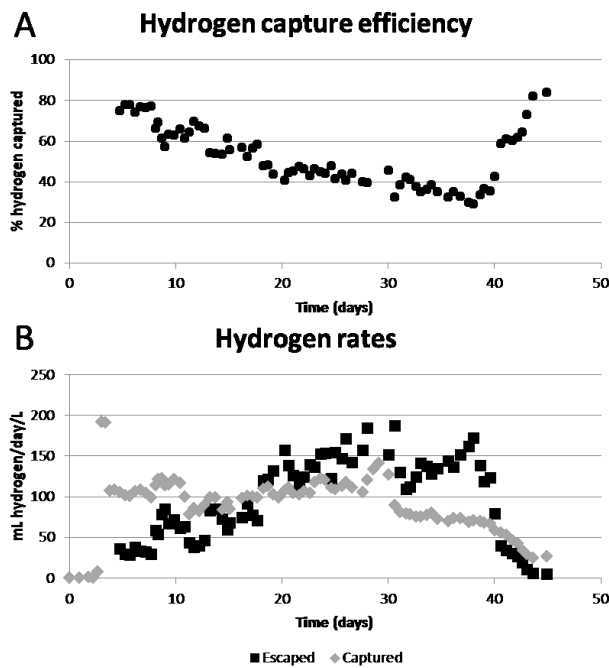 A
Hydrogen capture efficiency
100
80
60
40
20
0
% hydrogen captured
0 10 20 30 40 50
Time (days)
B
Hydrogen rates
250
200
150
100
50
0
mL hydrogen/day/L
0 10 20 30 40 50
Time (days)
Escaped Captured